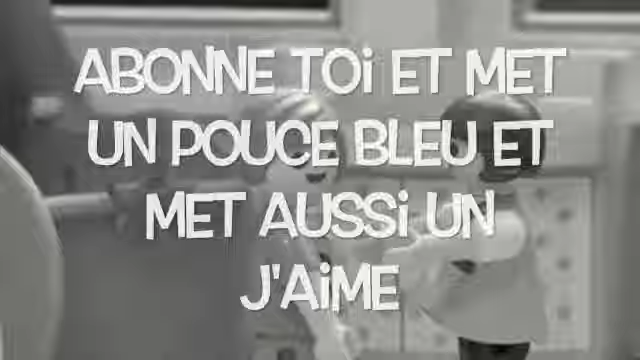 ABONNE TOi ET MET
UN POUCE BLEU ET
MET AUSSi UN
J'AiME